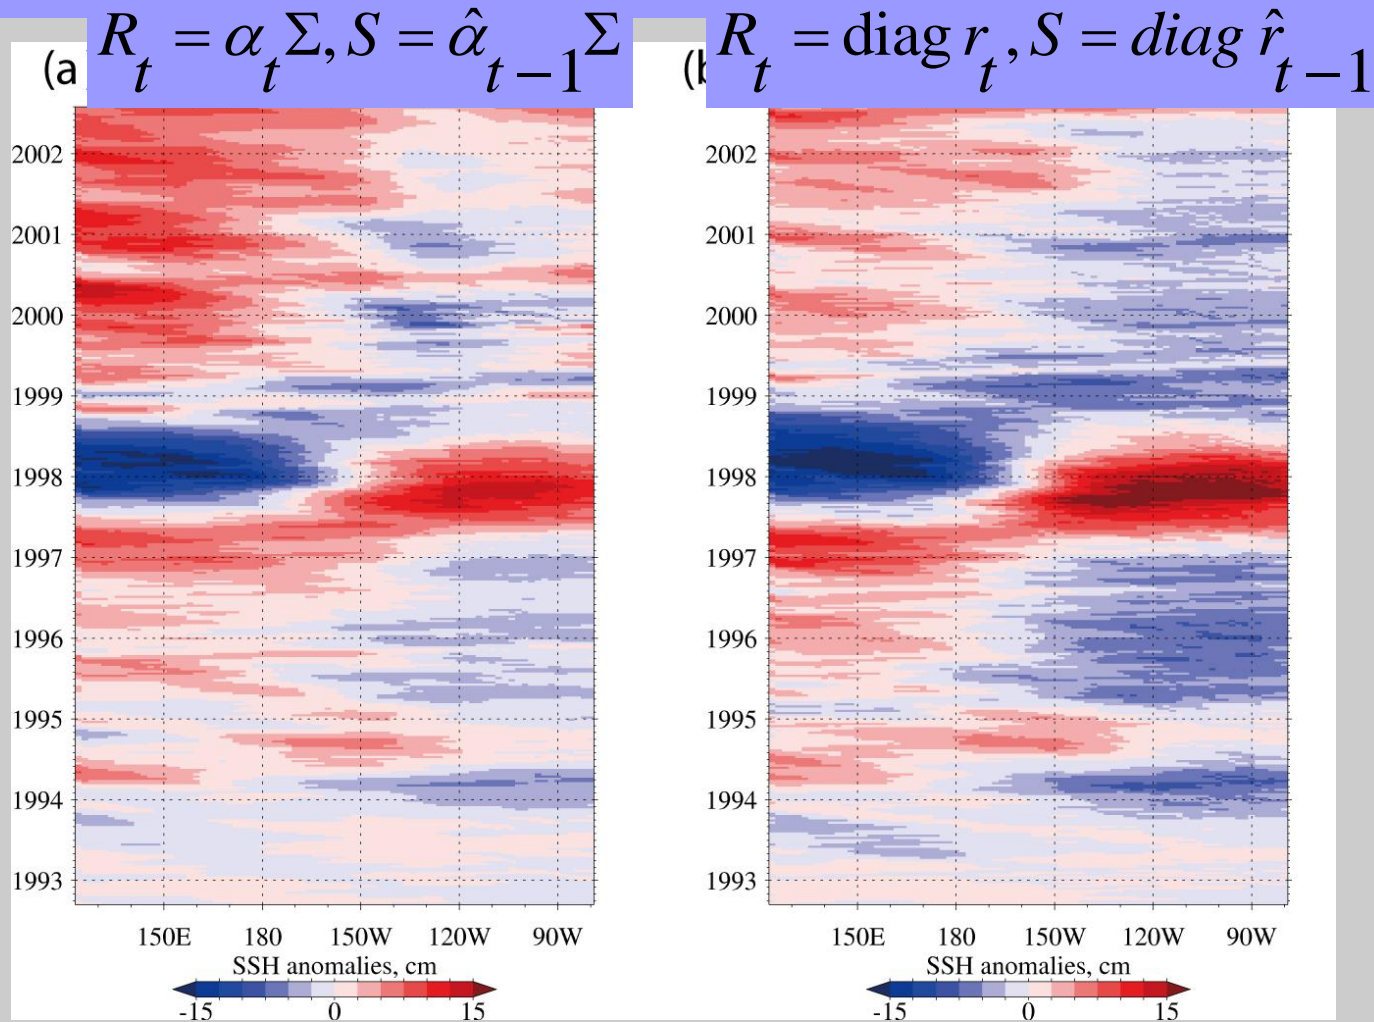 R_t = α_t Σ, S = α̂_{t−1} Σ
R_t = diag r_t, S = diag r̂_{t−1}
(a
(b
2002
2001
2000
1999
1998
1997
1996
1995
1994
1993
150E 180 150W 120W 90W
SSH anomalies, cm
-15 0 15
2002
2001
2000
1999
1998
1997
1996
1995
1994
1993
150E 180 150W 120W 90W
SSH anomalies, cm
-15 0 15